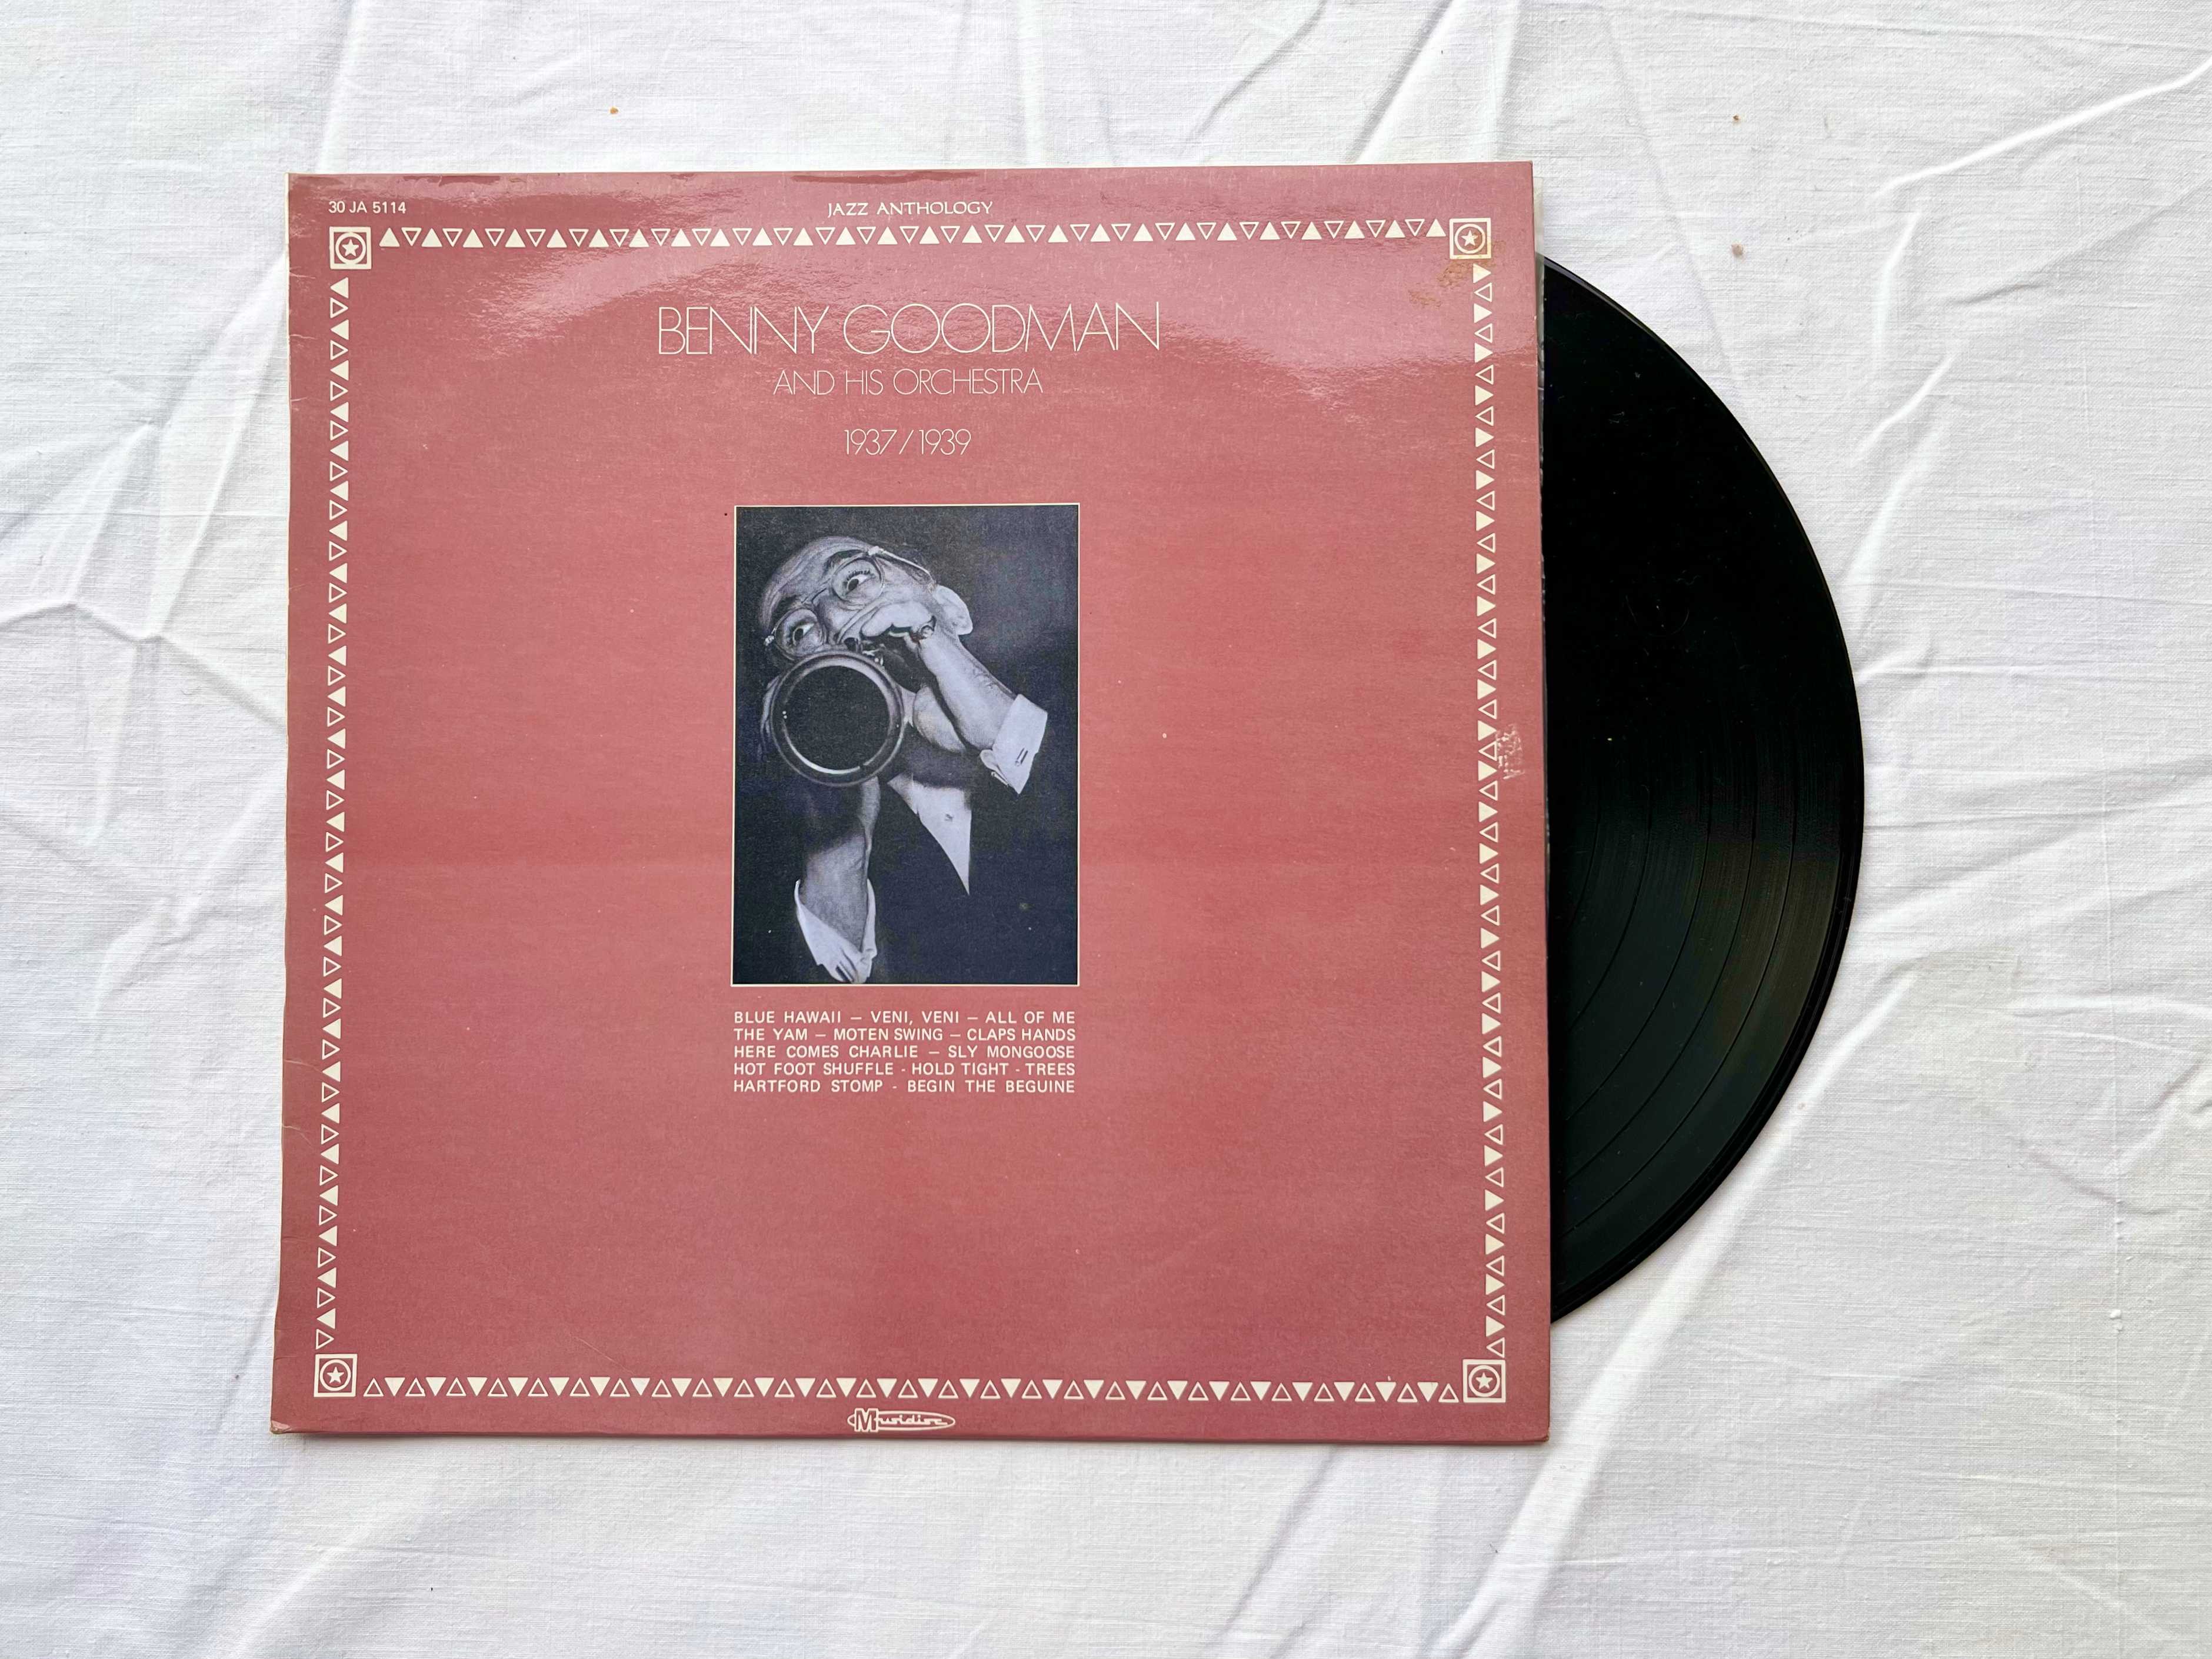 30 JA 5114
JAZZ ANTHOLOGY
BENNY GOODMAN
AND HIS ORCHESTRA
1937/1939
BLUE HAWAII – VENI, VENI – ALL OF ME
THE YAM – MOTEN SWING – CLAPS HANDS
HERE COMES CHARLIE – SLY MONGOOSE
HOT FOOT SHUFFLE - HOLD TIGHT - TREES
HARTFORD STOMP - BEGIN THE BEGUINE
Musidisc